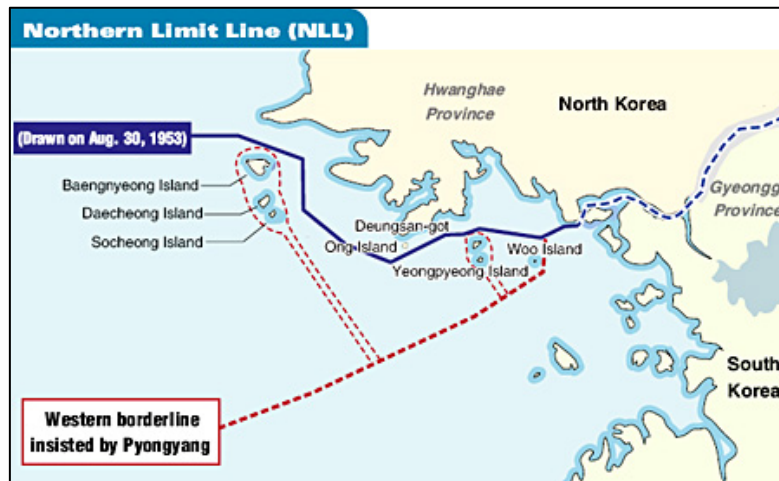 Northern Limit Line (NLL)
Hwanghae
Province
North Korea
(Drawn on Aug. 30, 1953)
Baengnyeong Island
Daecheong Island
Socheong Island
Gyeongg
Province
Deungsan-got
Ong Island
Woo Island
Yeongpyeong Island
South
Korea
Western borderline
insisted by Pyongyang